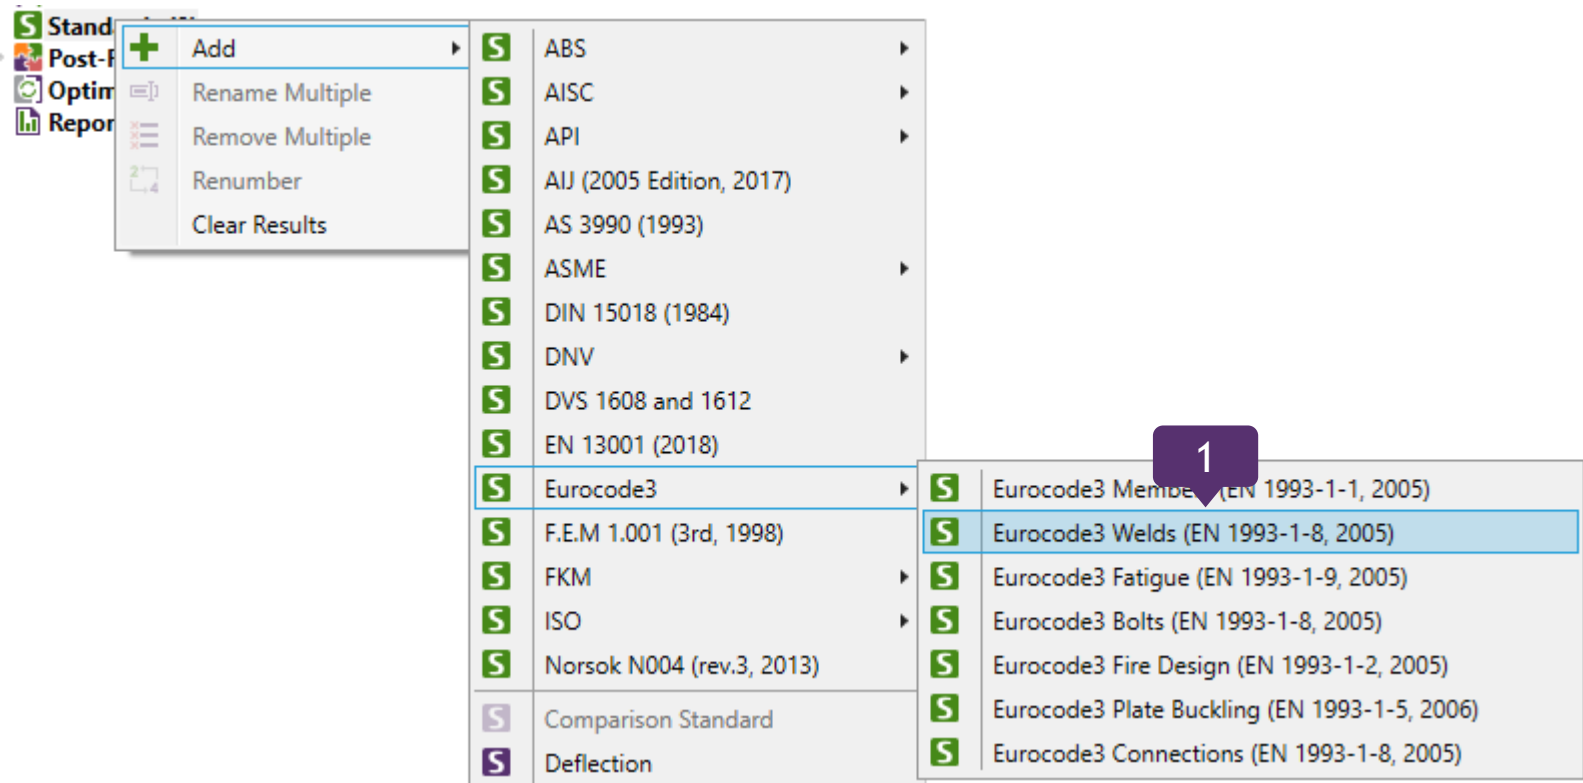 Stand
Post-F
Optim
Repor
Add
Rename Multiple
Remove Multiple
Renumber
Clear Results
ABS
AISC
API
AIJ (2005 Edition, 2017)
AS 3990 (1993)
ASME
DIN 15018 (1984)
DNV
DVS 1608 and 1612
EN 13001 (2018)
Eurocode3
F.E.M 1.001 (3rd, 1998)
FKM
ISO
Norsok N004 (rev.3, 2013)
Comparison Standard
Deflection
1
Eurocode3 Member (EN 1993-1-1, 2005)
Eurocode3 Welds (EN 1993-1-8, 2005)
Eurocode3 Fatigue (EN 1993-1-9, 2005)
Eurocode3 Bolts (EN 1993-1-8, 2005)
Eurocode3 Fire Design (EN 1993-1-2, 2005)
Eurocode3 Plate Buckling (EN 1993-1-5, 2006)
Eurocode3 Connections (EN 1993-1-8, 2005)